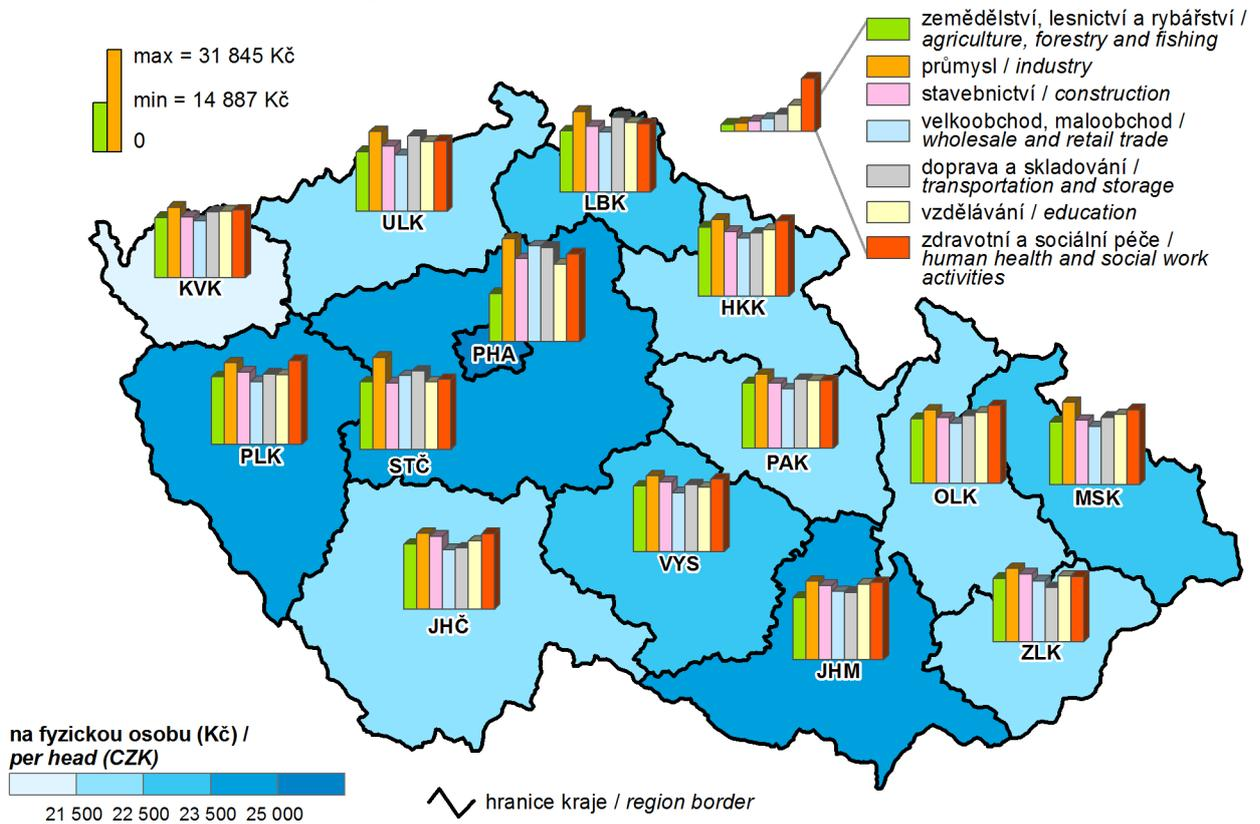 max = 31 845 Kč
min = 14 887 Kč
0
zemědělství, lesnictví a rybářství /
agriculture, forestry and fishing
průmysl / industry
stavebnictví / construction
velkoobchod, maloobchod /
wholesale and retail trade
doprava a skladování /
transportation and storage
vzdělávání / education
zdravotní a sociální péče /
human health and social work
activities
ULK
LBK
KVK
HKK
PHA
PLK
STČ
PAK
OLK
MSK
VYS
JHČ
JHM
ZLK
na fyzickou osobu (Kč) /
per head (CZK)
21 500 22 500 23 500 25 000
hranice kraje / region border